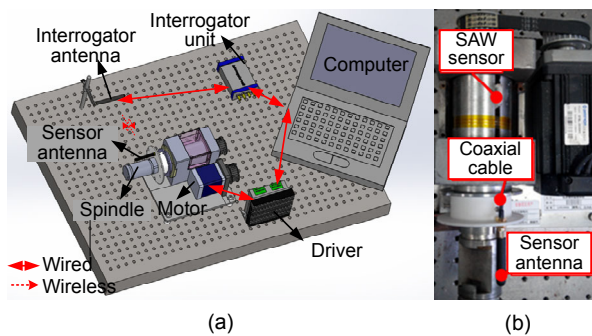 Interrogator
antenna
Interrogator
unit
Computer
Sensor
antenna
Spindle
Motor
Driver
Wired
Wireless
(a)
SAW
sensor
Coaxial
cable
Sensor
antenna
(b)